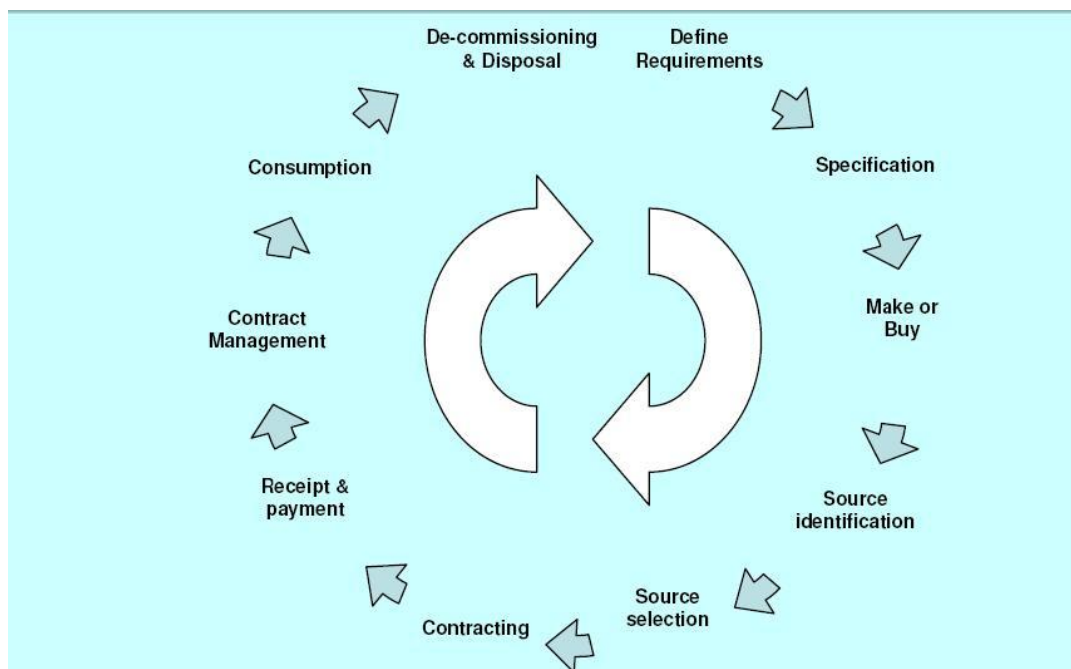 De-commissioning
& Disposal
Define
Requirements
Specification
Make or
Buy
Source
identification
Source
selection
Contracting
Receipt &
payment
Contract
Management
Consumption